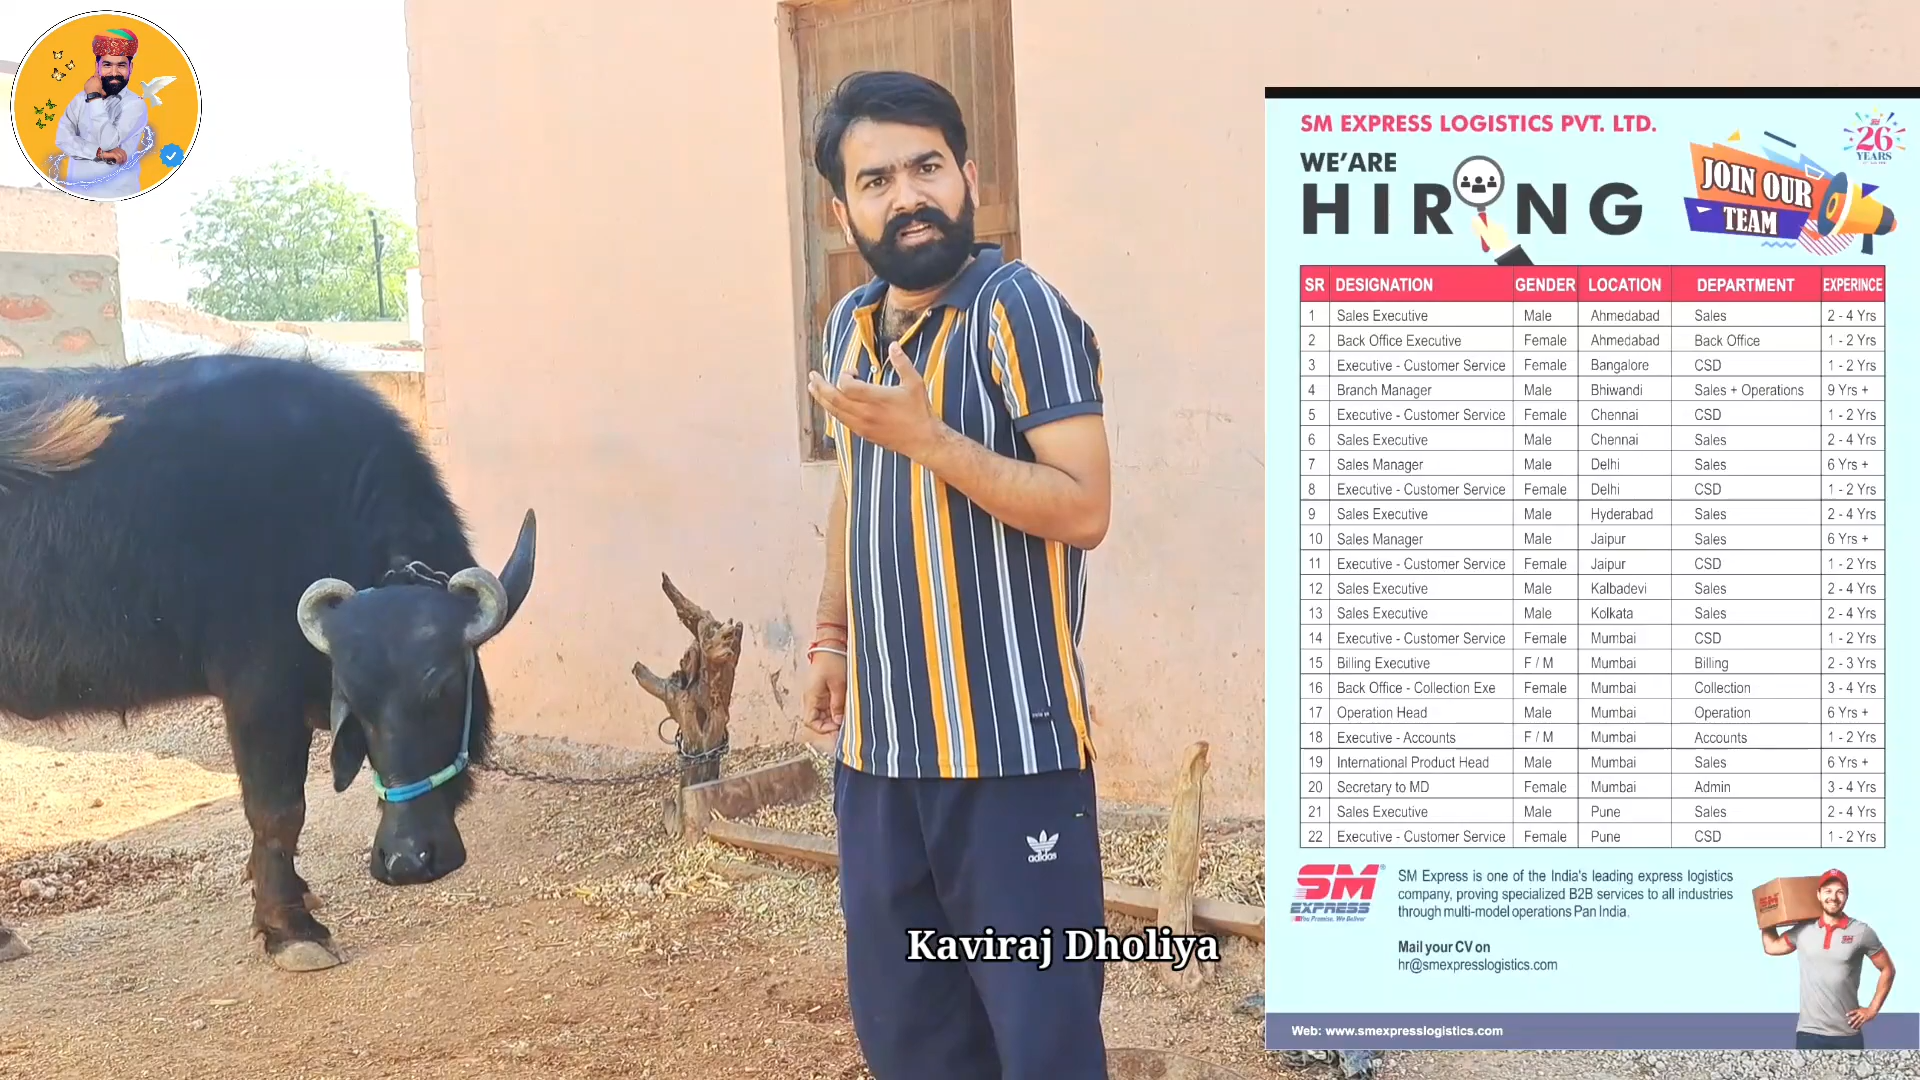 SM EXPRESS LOGISTICS PVT. LTD.
26
YEARS
WE'ARE
HIRING
JOIN OUR
TEAM
SR DESIGNATION GENDER LOCATION DEPARTMENT EXPERINCE
1 Sales Executive Male Ahmedabad Sales 2 - 4 Yrs
2 Back Office Executive Female Ahmedabad Back Office 1 - 2 Yrs
3 Executive - Customer Service Female Bangalore CSD 1 - 2 Yrs
4 Branch Manager Male Bhiwandi Sales + Operations 9 Yrs +
5 Executive - Customer Service Female Chennai CSD 1 - 2 Yrs
6 Sales Executive Male Chennai Sales 2 - 4 Yrs
7 Sales Manager Male Delhi Sales 6 Yrs +
8 Executive - Customer Service Female Delhi CSD 1 - 2 Yrs
9 Sales Executive Male Hyderabad Sales 2 - 4 Yrs
10 Sales Manager Male Jaipur Sales 6 Yrs +
11 Executive - Customer Service Female Jaipur CSD 1 - 2 Yrs
12 Sales Executive Male Kalbadevi Sales 2 - 4 Yrs
13 Sales Executive Male Kolkata Sales 2 - 4 Yrs
14 Executive - Customer Service Female Mumbai CSD 1 - 2 Yrs
15 Billing Executive F / M Mumbai Billing 2 - 3 Yrs
16 Back Office - Collection Exe Female Mumbai Collection 3 - 4 Yrs
17 Operation Head Male Mumbai Operation 6 Yrs +
18 Executive - Accounts F / M Mumbai Accounts 1 - 2 Yrs
19 International Product Head Male Mumbai Sales 6 Yrs +
20 Secretary to MD Female Mumbai Admin 3 - 4 Yrs
21 Sales Executive Male Pune Sales 2 - 4 Yrs
22 Executive - Customer Service Female Pune CSD 1 - 2 Yrs
SM
EXPRESS
You Promise, We Deliver
SM Express is one of the India's leading express logistics
company, proving specialized B2B services to all industries
through multi-model operations Pan India.
Mail your CV on
hr@smexpresslogistics.com
Web: www.smexpresslogistics.com
adidas
Kaviraj Dholiya